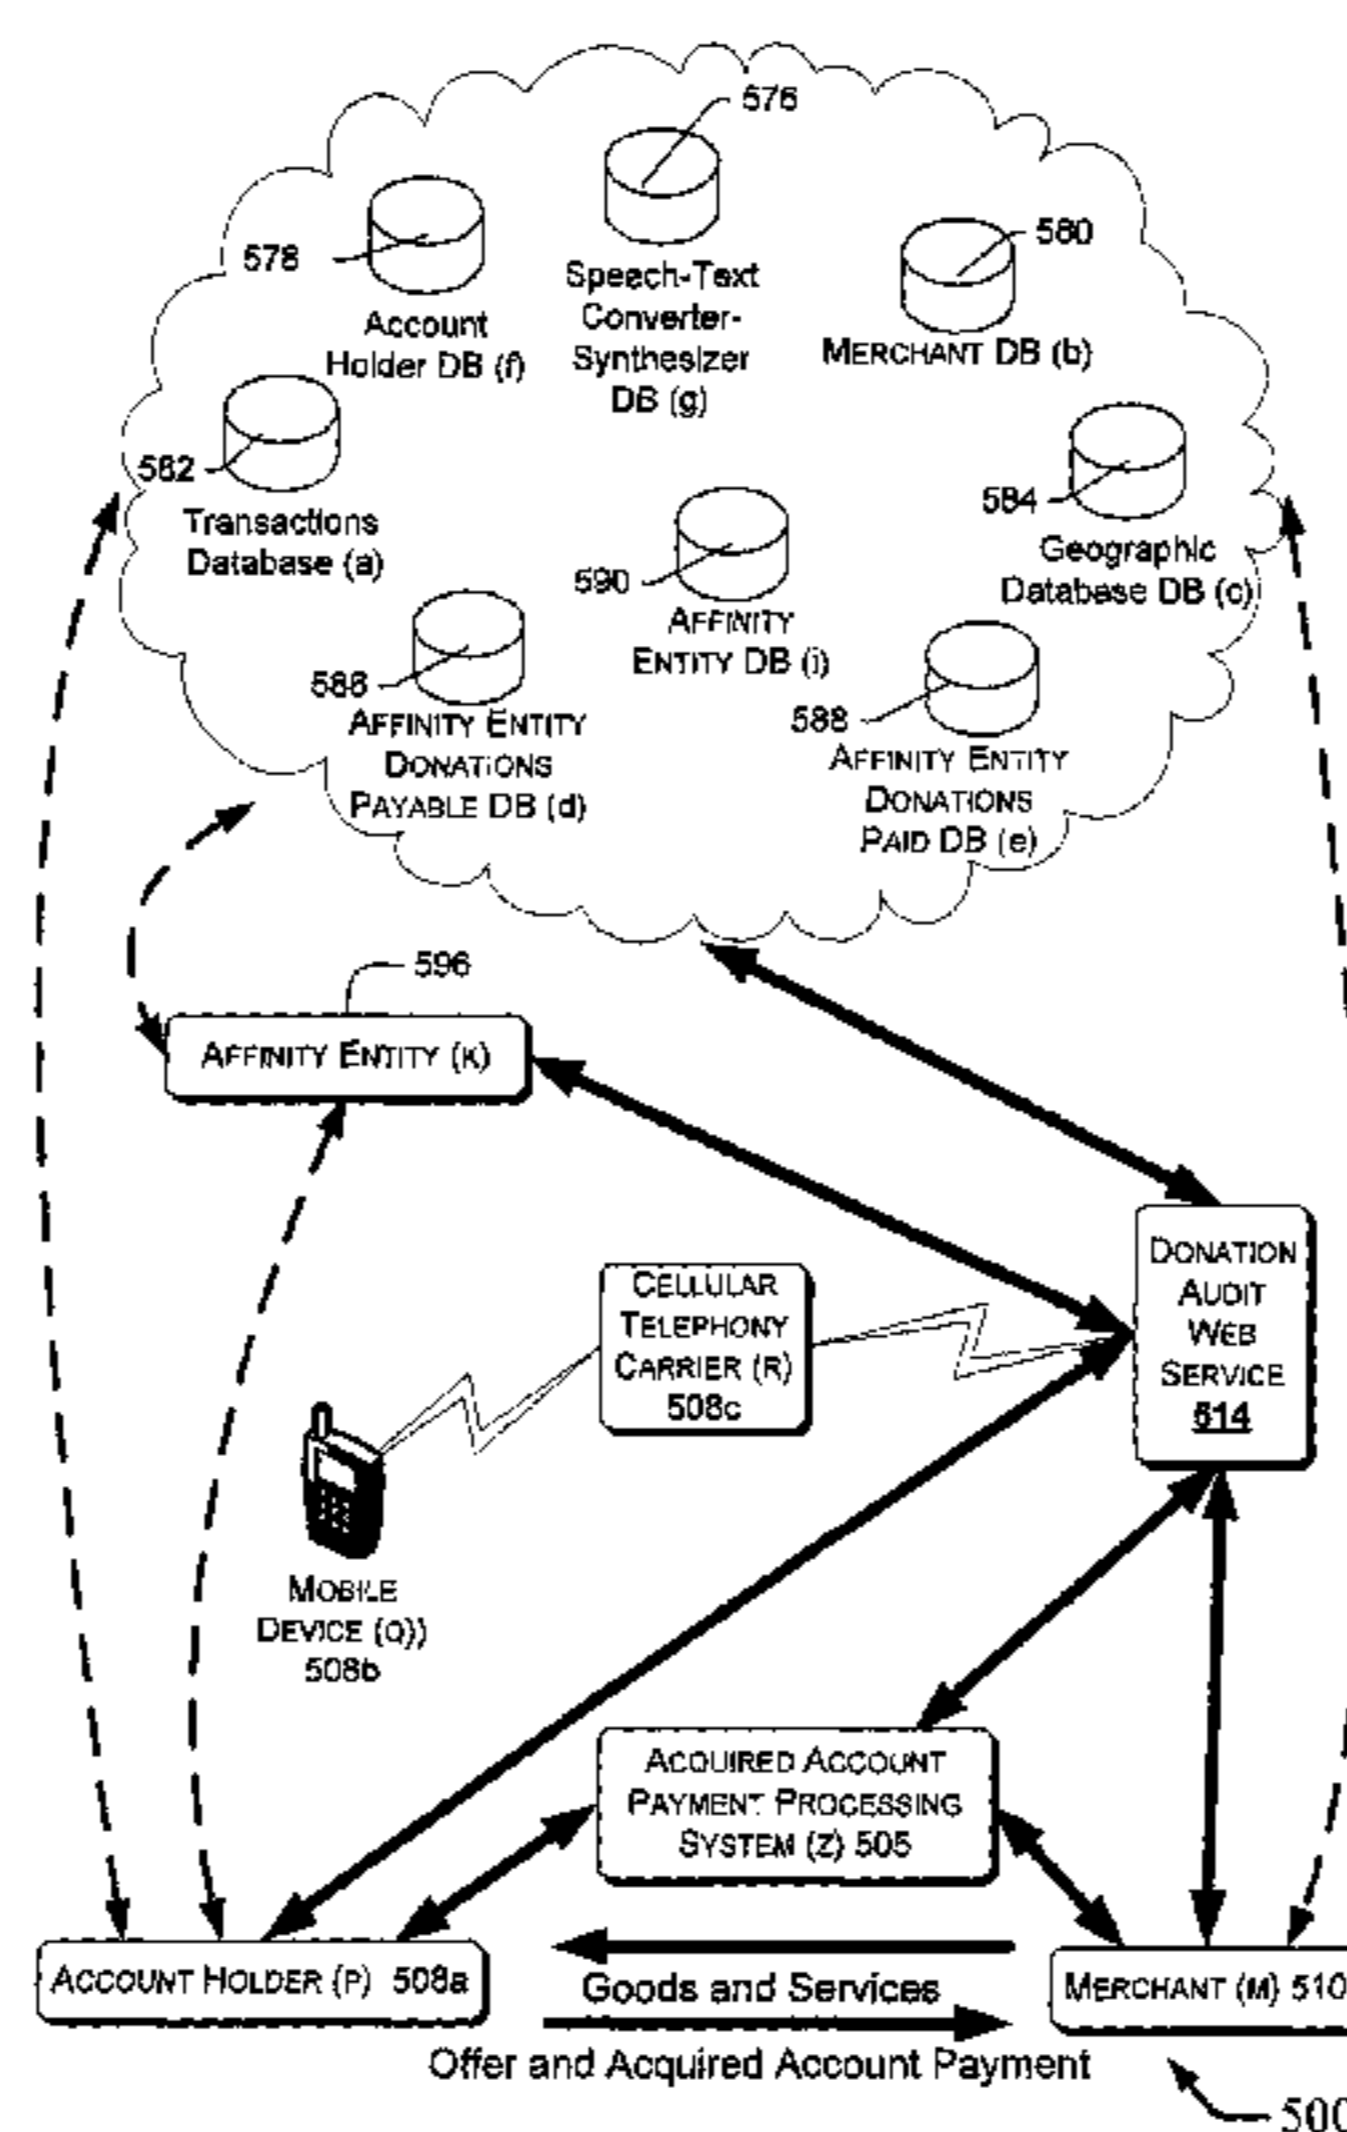 576
578
580
Account
Holder DB (f)
Speech-Text
Converter-
Synthesizer
DB (g)
MERCHANT DB (b)
582
Transactions
Database (a)
584
Geographic
Database DB (c)
590
AFFINITY
ENTITY DB (i)
586
AFFINITY ENTITY
DONATIONS
PAYABLE DB (d)
588
AFFINITY ENTITY
DONATIONS
PAID DB (e)
596
AFFINITY ENTITY (K)
DONATION
AUDIT
WEB
SERVICE
514
CELLULAR
TELEPHONY
CARRIER (R)
508c
MOBILE
DEVICE (Q))
508b
ACQUIRED ACCOUNT
PAYMENT PROCESSING
SYSTEM (Z) 505
ACCOUNT HOLDER (P) 508a
Goods and Services
MERCHANT (M) 510
Offer and Acquired Account Payment
500